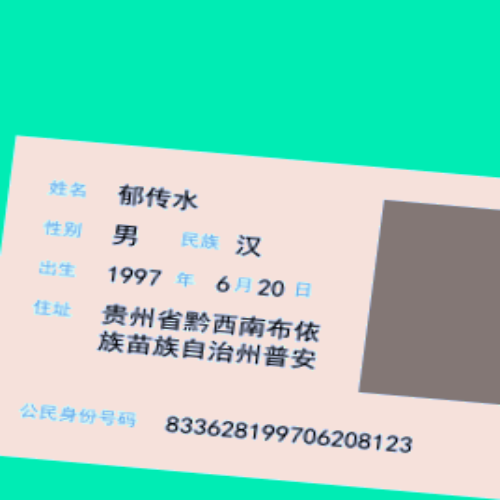 姓名 郁传水
性别 男 民族 汉
出生 1997 年 6 月 20 日
住址 贵州省黔西南布依
族苗族自治州普安
公民身份号码 833628199706208123